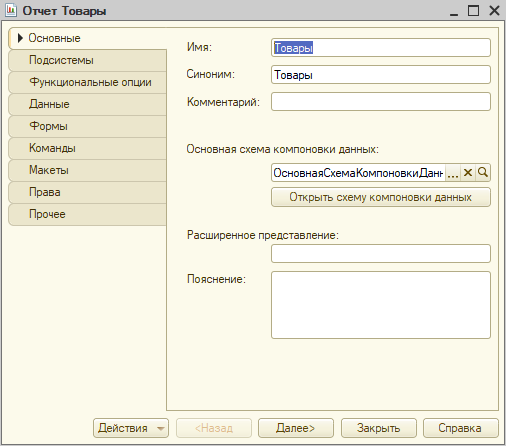 Отчет Товары
Основные
Подсистемы
Функциональные опции
Данные
Формы
Команды
Макеты
Права
Прочее
Имя: Товары
Синоним: Товары
Комментарий:
Основная схема компоновки данных:
ОсновнаяСхемаКомпоновкиДанн ...
Открыть схему компоновки данных
Расширенное представление:
Пояснение:
Действия <Назад Далее> Закрыть Справка